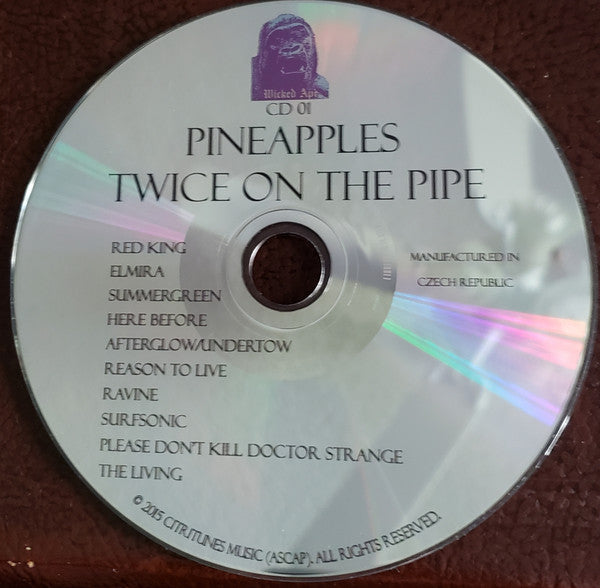 Wicked Ape
CD 01
PINEAPPLES
TWICE ON THE PIPE
RED KING
ELMIRA
SUMMERGREEN
HERE BEFORE
AFTERGLOW/UNDERTOW
REASON TO LIVE
RAVINE
SURFSONIC
PLEASE DON'T KILL DOCTOR STRANGE
THE LIVING
MANUFACTURED IN
CZECH REPUBLIC
© 2015 CITRITUNES MUSIC (ASCAP). ALL RIGHTS RESERVED.